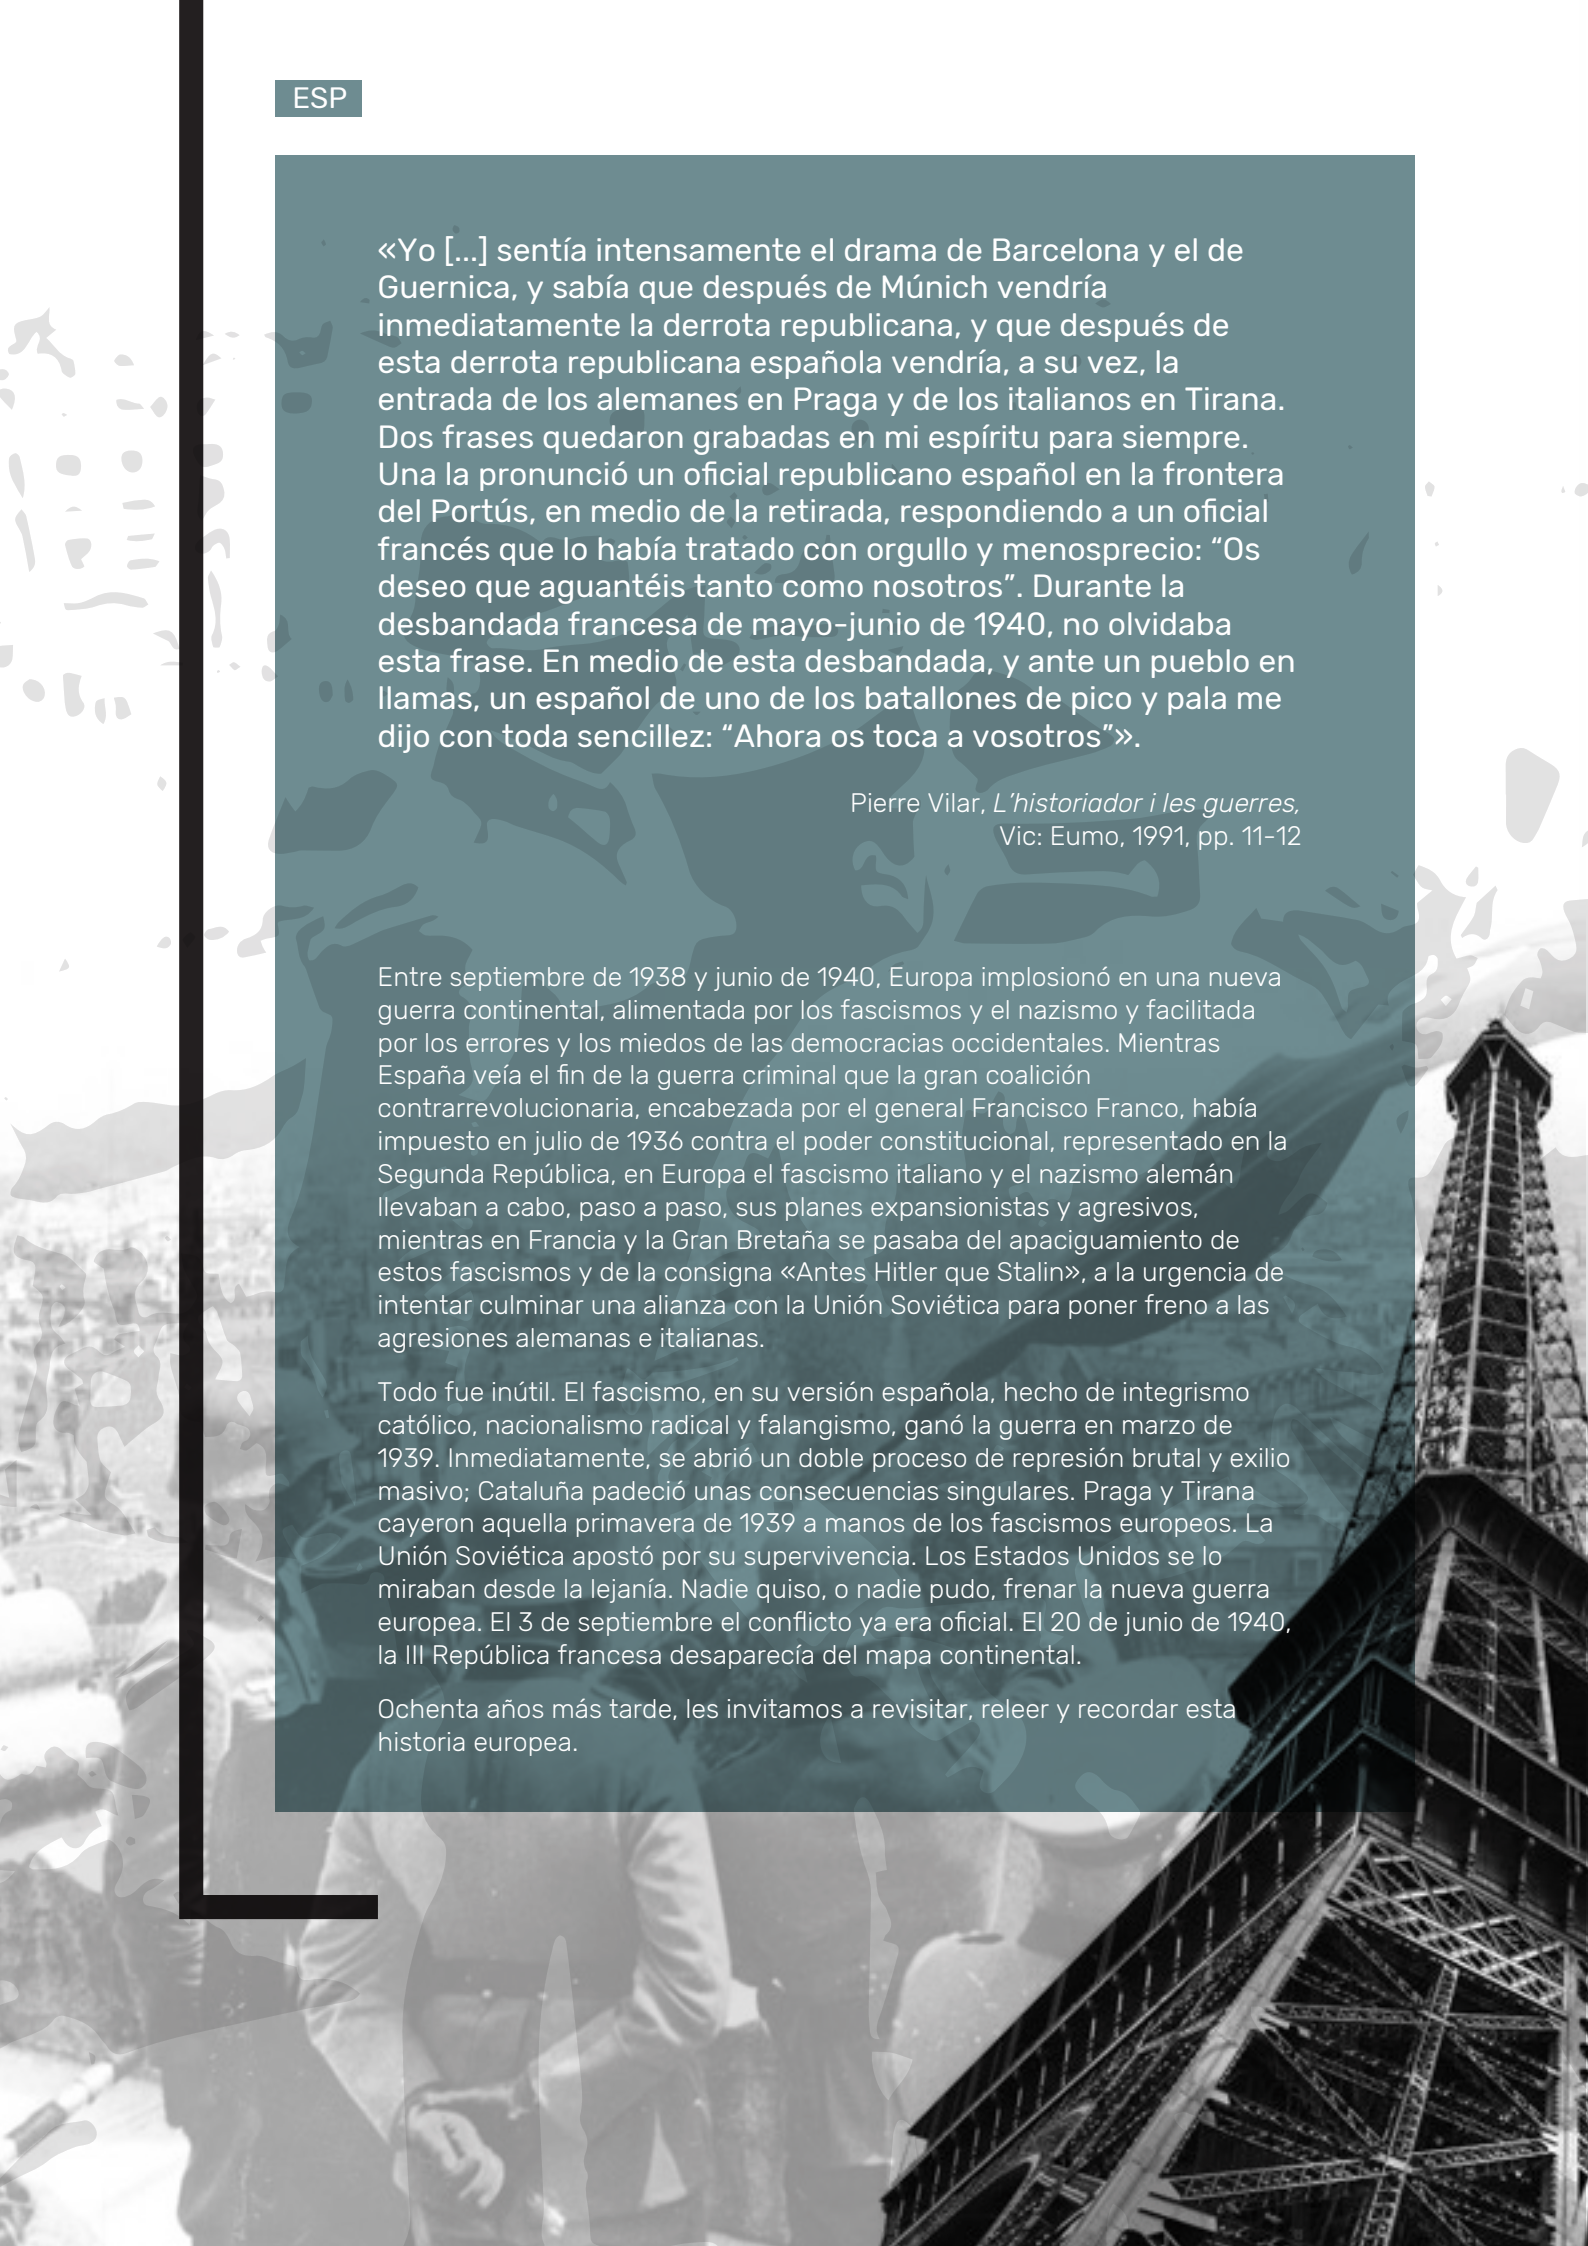 ESP
«Yo [...] sentía intensamente el drama de Barcelona y el de
Guernica, y sabía que después de Múnich vendría
inmediatamente la derrota republicana, y que después de
esta derrota republicana española vendría, a su vez, la
entrada de los alemanes en Praga y de los italianos en Tirana.
Dos frases quedaron grabadas en mi espíritu para siempre.
Una la pronunció un oficial republicano español en la frontera
del Portús, en medio de la retirada, respondiendo a un oficial
francés que lo había tratado con orgullo y menosprecio: “Os
deseo que aguantéis tanto como nosotros”. Durante la
desbandada francesa de mayo-junio de 1940, no olvidaba
esta frase. En medio de esta desbandada, y ante un pueblo en
llamas, un español de uno de los batallones de pico y pala me
dijo con toda sencillez: “Ahora os toca a vosotros”».
Pierre Vilar, L’historiador i les guerres,
Vic: Eumo, 1991, pp. 11-12
Entre septiembre de 1938 y junio de 1940, Europa implosionó en una nueva
guerra continental, alimentada por los fascismos y el nazismo y facilitada
por los errores y los miedos de las democracias occidentales. Mientras
España veía el fin de la guerra criminal que la gran coalición
contrarrevolucionaria, encabezada por el general Francisco Franco, había
impuesto en julio de 1936 contra el poder constitucional, representado en la
Segunda República, en Europa el fascismo italiano y el nazismo alemán
llevaban a cabo, paso a paso, sus planes expansionistas y agresivos,
mientras en Francia y la Gran Bretaña se pasaba del apaciguamiento de
estos fascismos y de la consigna «Antes Hitler que Stalin», a la urgencia de
intentar culminar una alianza con la Unión Soviética para poner freno a las
agresiones alemanas e italianas.
Todo fue inútil. El fascismo, en su versión española, hecho de integrismo
católico, nacionalismo radical y falangismo, ganó la guerra en marzo de
1939. Inmediatamente, se abrió un doble proceso de represión brutal y exilio
masivo; Cataluña padeció unas consecuencias singulares. Praga y Tirana
cayeron aquella primavera de 1939 a manos de los fascismos europeos. La
Unión Soviética apostó por su supervivencia. Los Estados Unidos se lo
miraban desde la lejanía. Nadie quiso, o nadie pudo, frenar la nueva guerra
europea. El 3 de septiembre el conflicto ya era oficial. El 20 de junio de 1940,
la III República francesa desaparecía del mapa continental.
Ochenta años más tarde, les invitamos a revisitar, releer y recordar esta
historia europea.